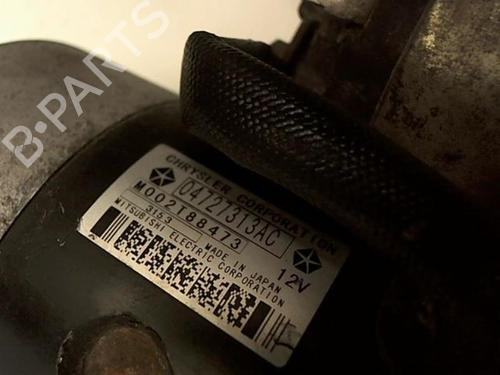 B-PARTS
CHRYSLER CORPORATION
04727313AC
M002T88473
3153 MADE IN JAPAN 12V
MITSUBISHI ELECTRIC CORPORATION